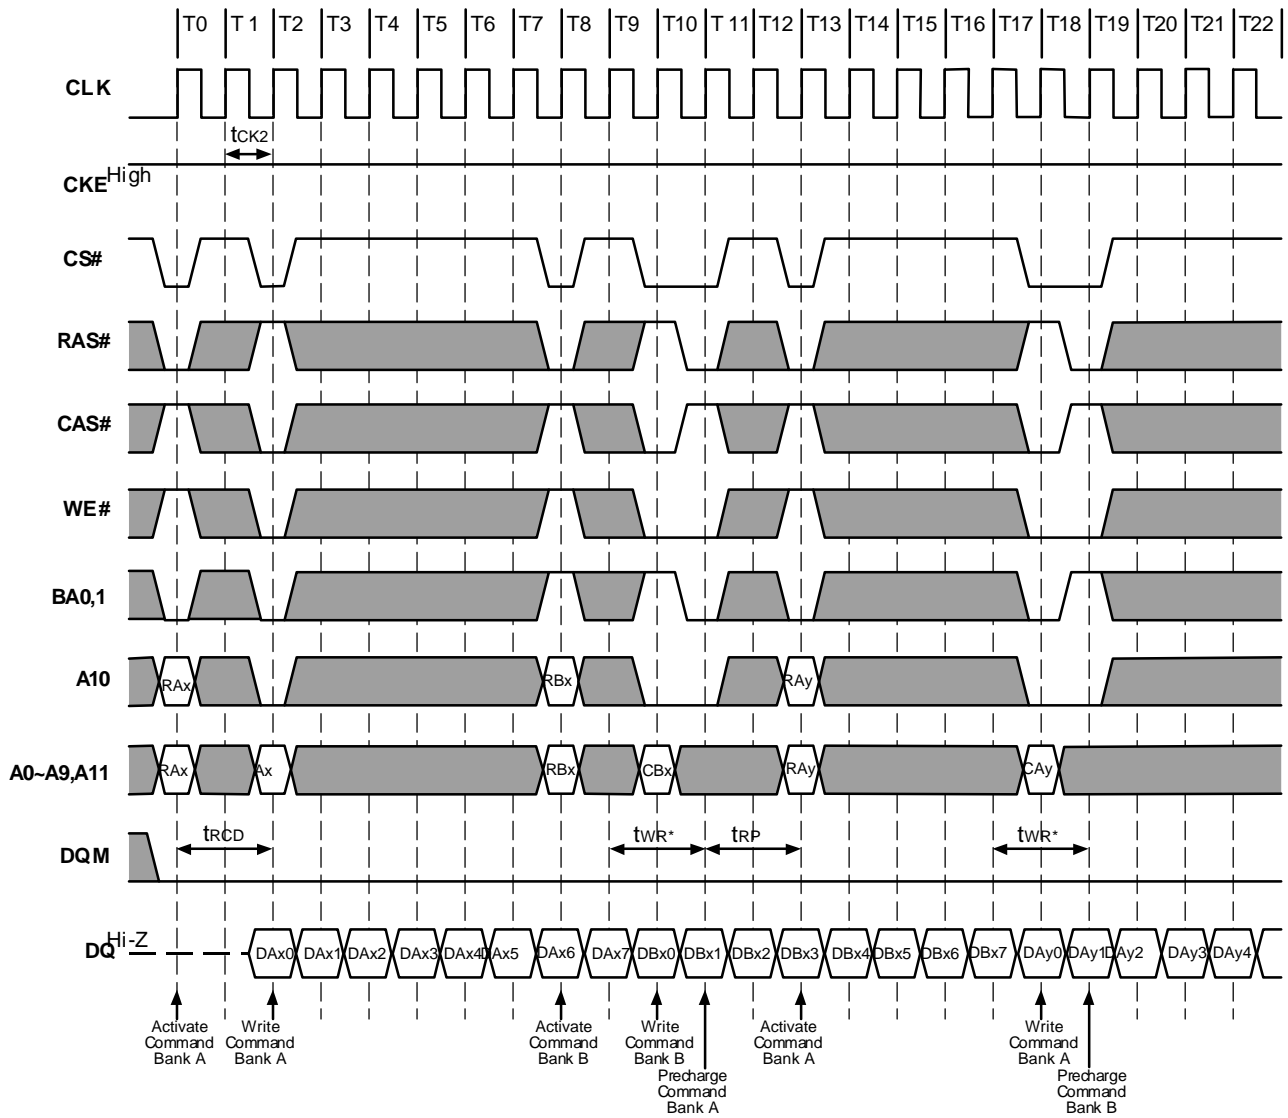 T0 T 1 T2 T3 T4 T5 T6 T7 T8 T9 T10 T 11 T12 T13 T14 T15 T16 T17 T18 T19 T20 T21 T22
CLK
tCK2
CKE High
CS#
RAS#
CAS#
WE#
BA0,1
A10 RAx RBx RAy
A0~A9,A11 RAx Ax RBx CBx RAy CAy
DQM tRCD tWR* tRP tWR*
DQ Hi-Z DAx0 DAx1 DAx2 DAx3 DAx4 DAx5 DAx6 DAx7 DBx0 DBx1 DBx2 DBx3 DBx4 DBx5 DBx6 DBx7 DAy0 DAy1 DAy2 DAy3 DAy4
Activate
Command
Bank A
Write
Command
Bank A
Activate
Command
Bank B
Write
Command
Bank B
Precharge
Command
Bank A
Activate
Command
Bank A
Write
Command
Bank A
Precharge
Command
Bank B